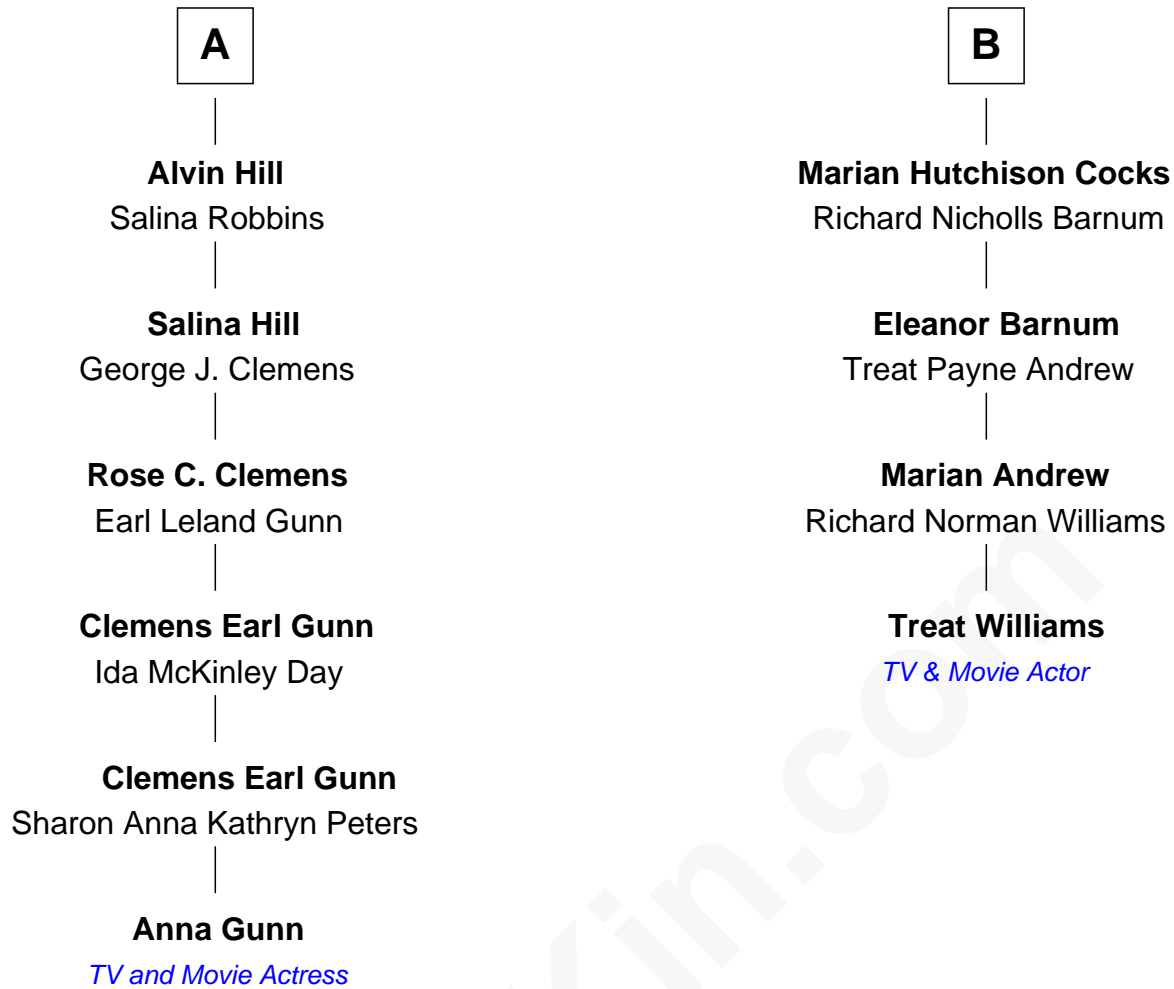 A
Alvin Hill
Salina Robbins
Salina Hill
George J. Clemens
Rose C. Clemens
Earl Leland Gunn
Clemens Earl Gunn
Ida McKinley Day
Clemens Earl Gunn
Sharon Anna Kathryn Peters
Anna Gunn
TV and Movie Actress
B
Marian Hutchison Cocks
Richard Nicholls Barnum
Eleanor Barnum
Treat Payne Andrew
Marian Andrew
Richard Norman Williams
Treat Williams
TV & Movie Actor